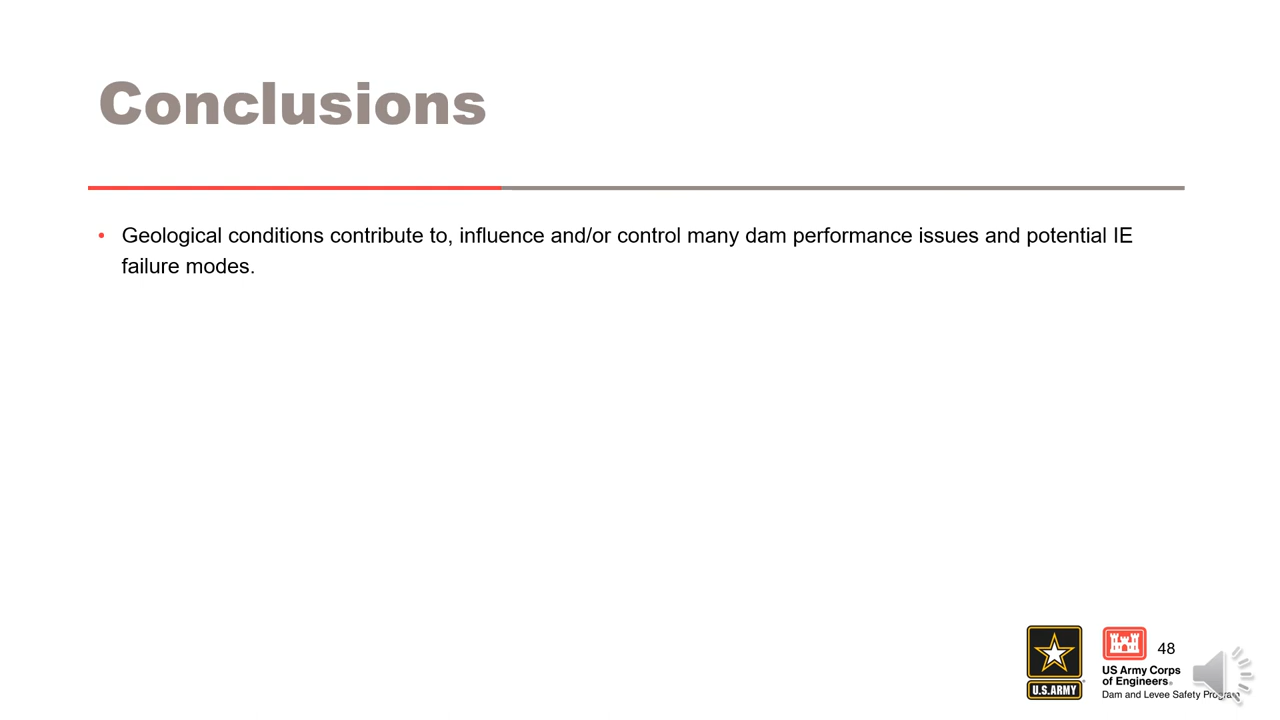 Conclusions
• Geological conditions contribute to, influence and/or control many dam performance issues and potential IE
failure modes.
48
U.S.ARMY
US Army Corps
of Engineers®
Dam and Levee Safety Program